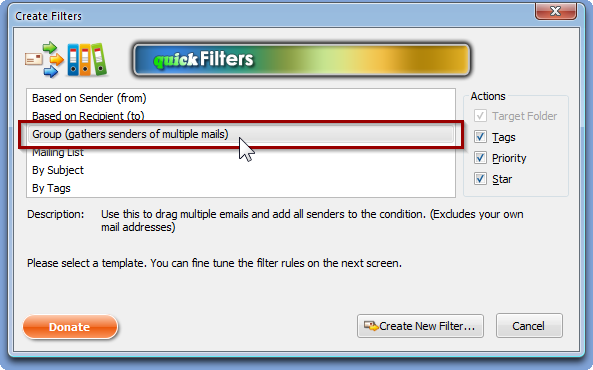 Create Filters
quickFilters
Based on Sender (from)
Based on Recipient (to)
Group (gathers senders of multiple mails)
Mailing List
By Subject
By Tags
Actions
Target Folder
Tags
Priority
Star
Description: Use this to drag multiple emails and add all senders to the condition. (Excludes your own
mail addresses)
Please select a template. You can fine tune the filter rules on the next screen.
Donate
Create New Filter...
Cancel